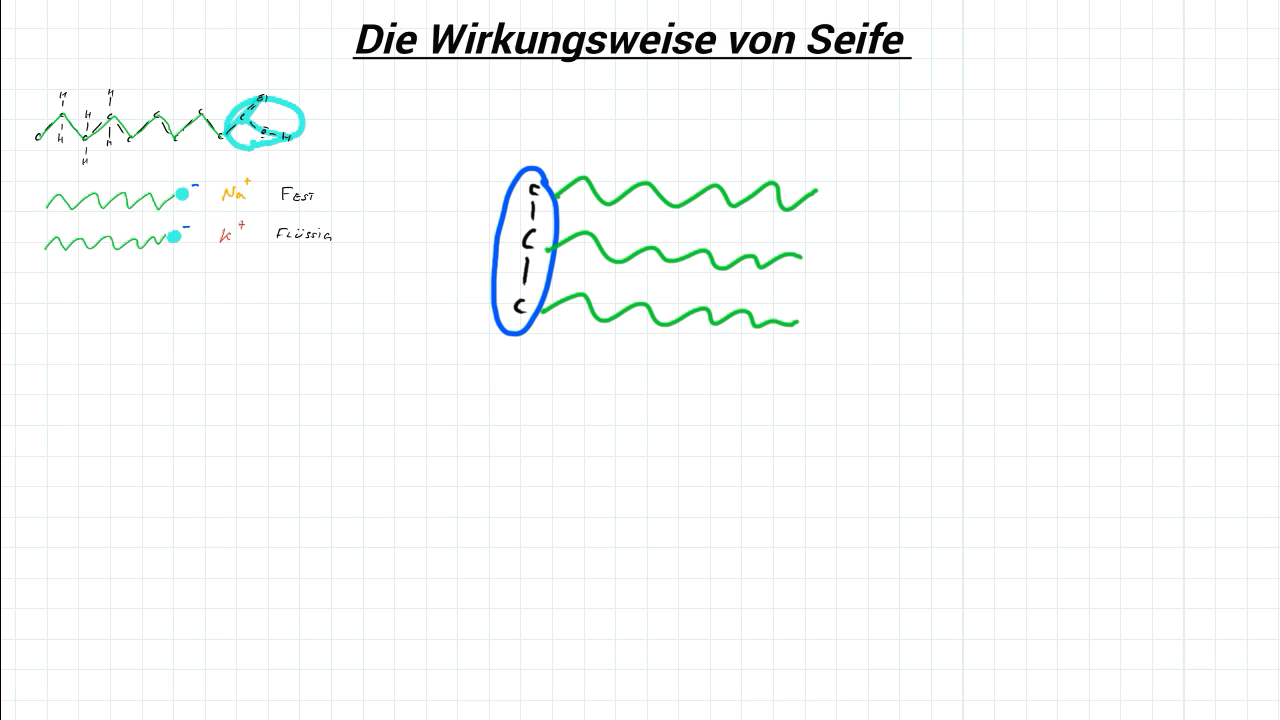 Die Wirkungsweise von Seife
H H
C C H C C C
H C H C C C O - H
H
- Na+ FEST
- K+ FLÜSSIG
C
C
C